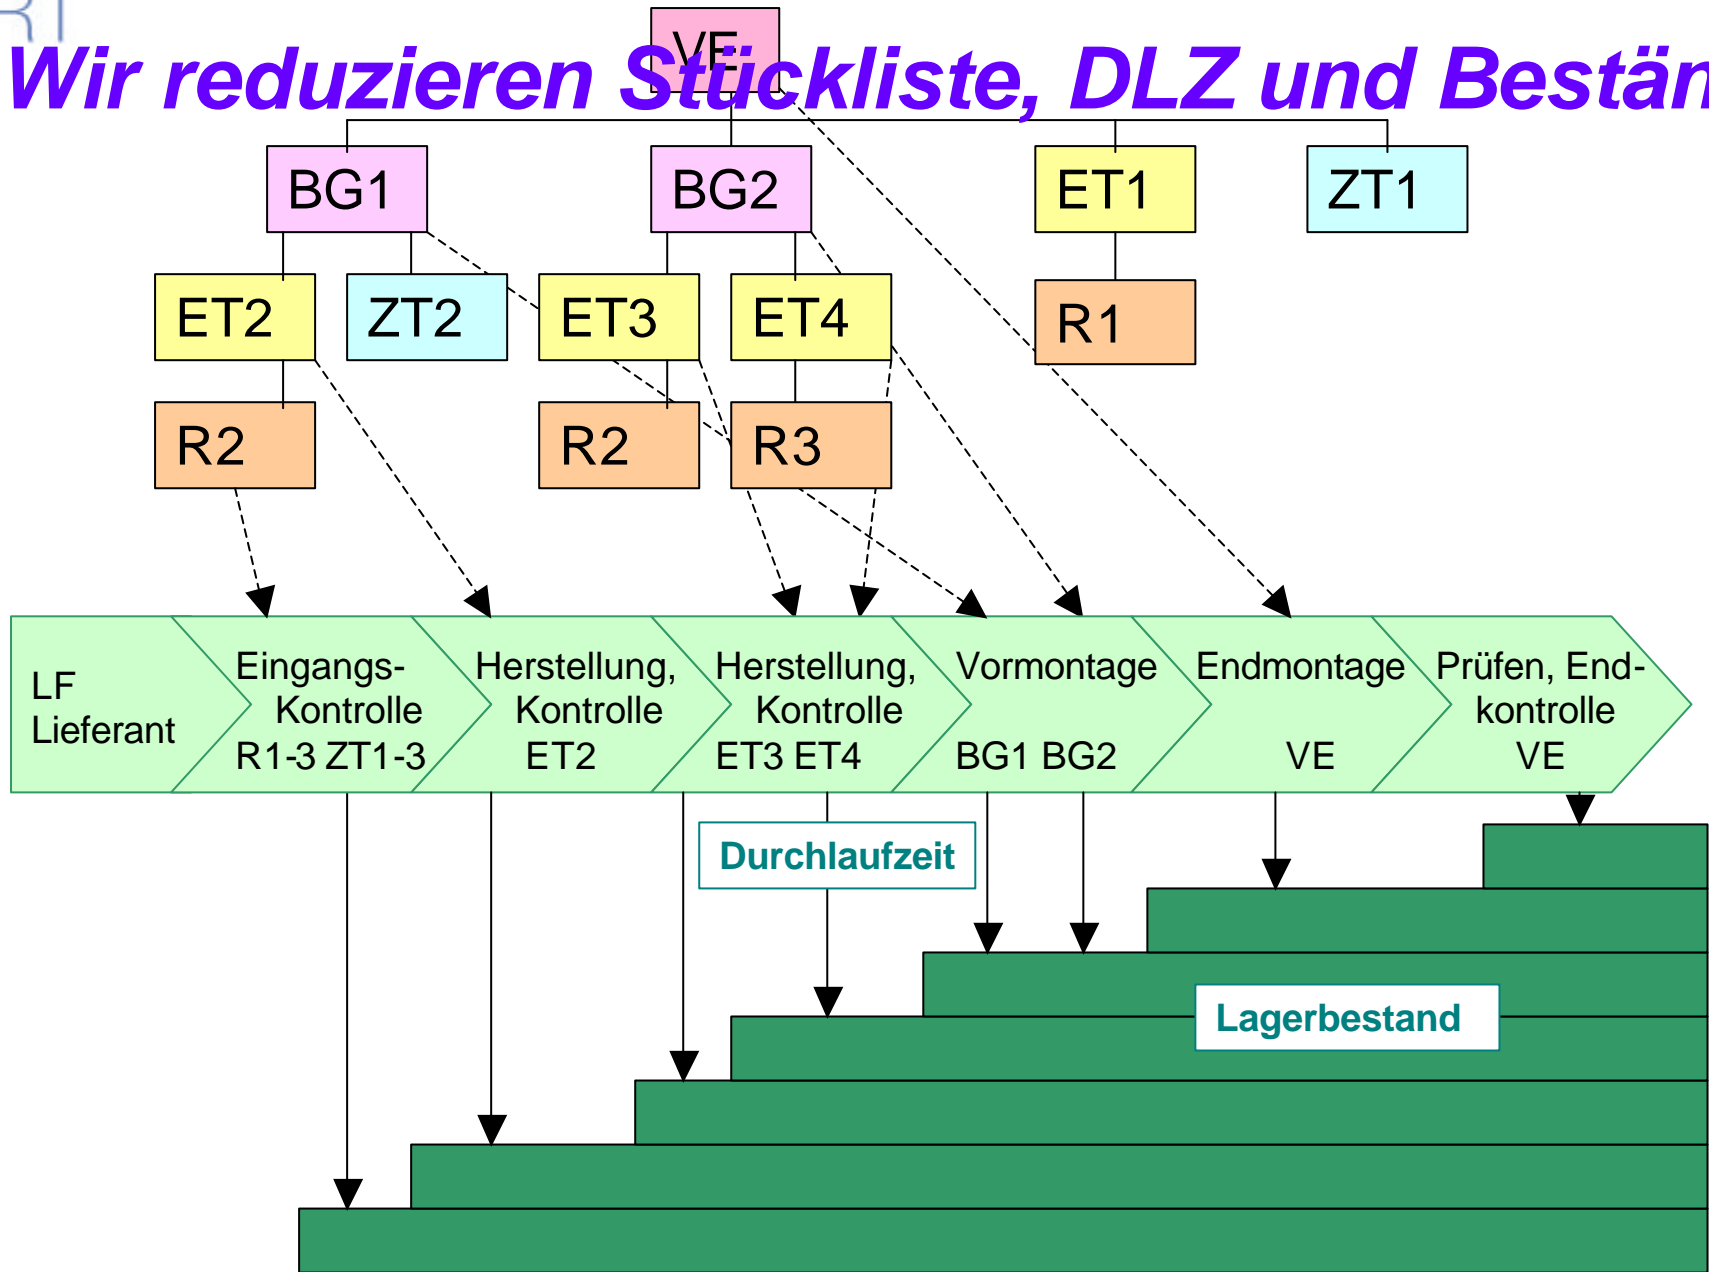 VE
Wir reduzieren Stückliste, DLZ und Bestän
BG1 BG2 ET1 ZT1
ET2 ZT2 ET3 ET4 R1
R2 R2 R3
LF
Lieferant
Eingangs-
Kontrolle
R1-3 ZT1-3
Herstellung,
Kontrolle
ET2
Herstellung,
Kontrolle
ET3 ET4
Vormontage
BG1 BG2
Endmontage
VE
Prüfen, End-
kontrolle
VE
Durchlaufzeit
Lagerbestand